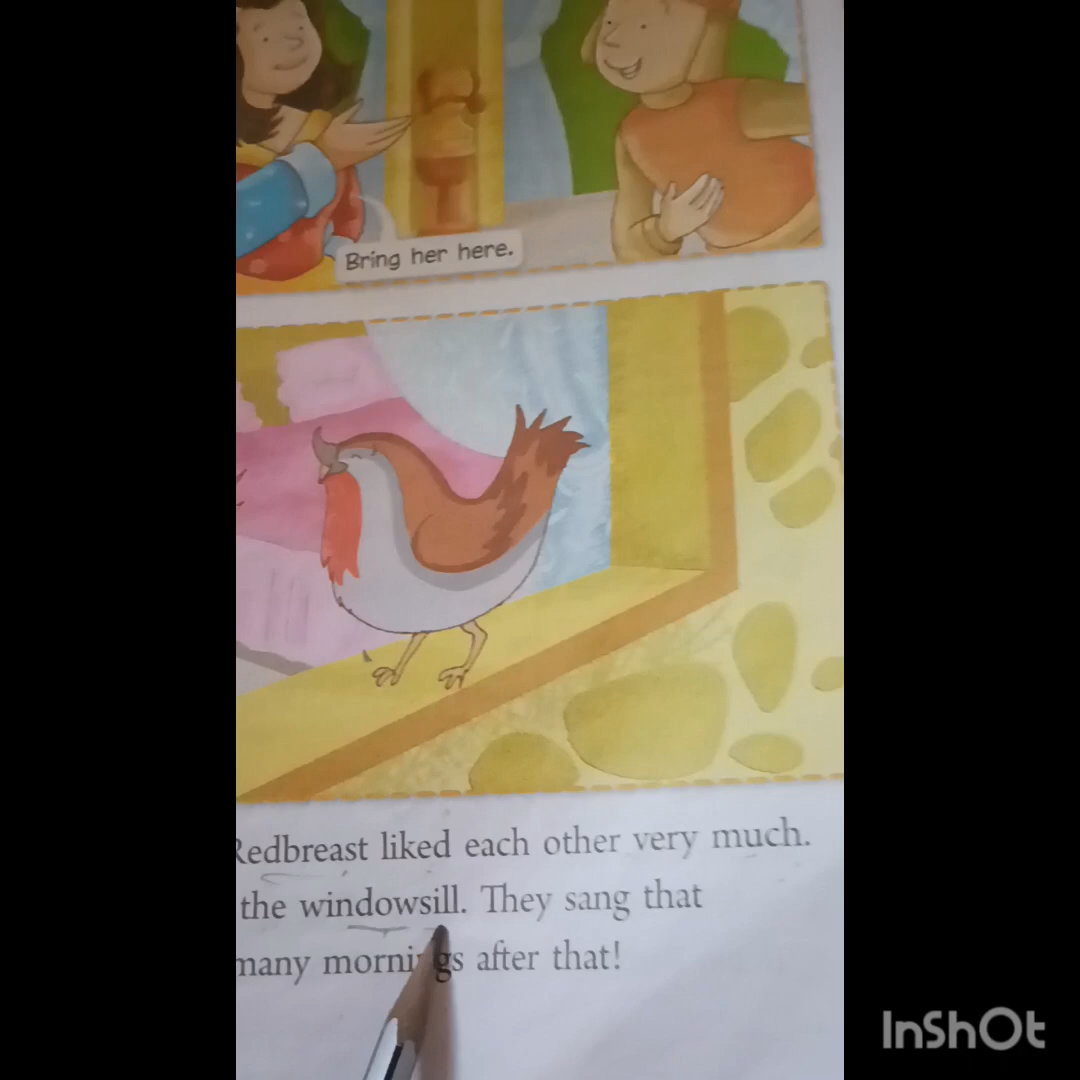 Bring her here.
Redbreast liked each other very much.
the windowsill. They sang that
many mornings after that!
InShOt